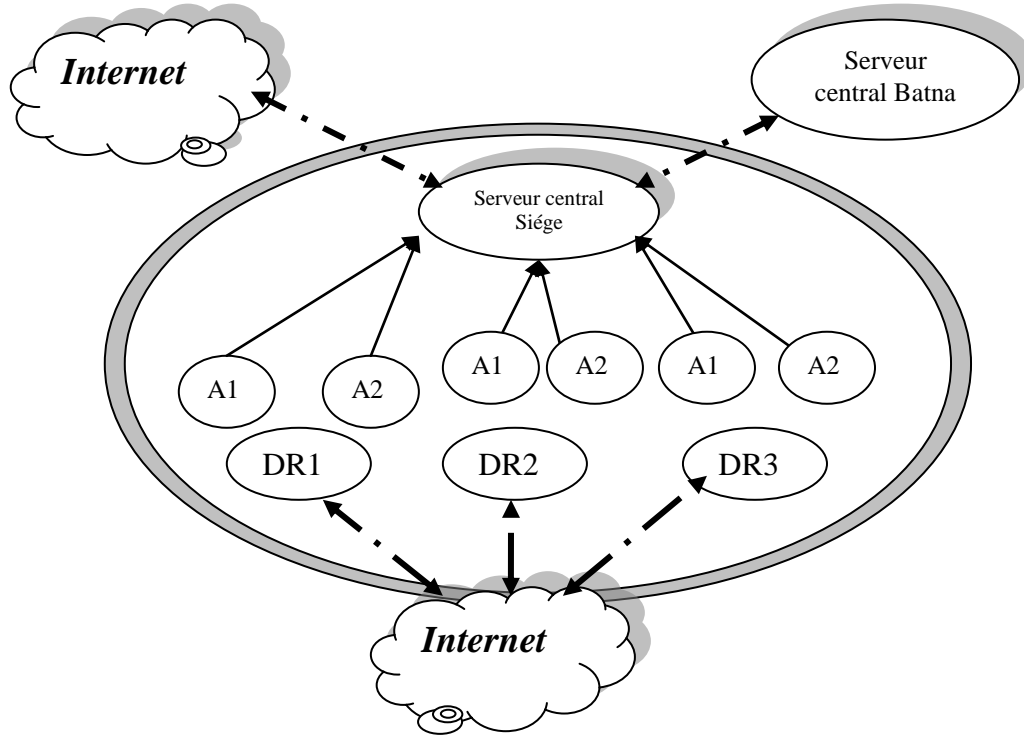 Internet
Serveur
central Batna
Serveur central
Siége
A1
A2
A1
A2
A1
A2
DR1
DR2
DR3
Internet